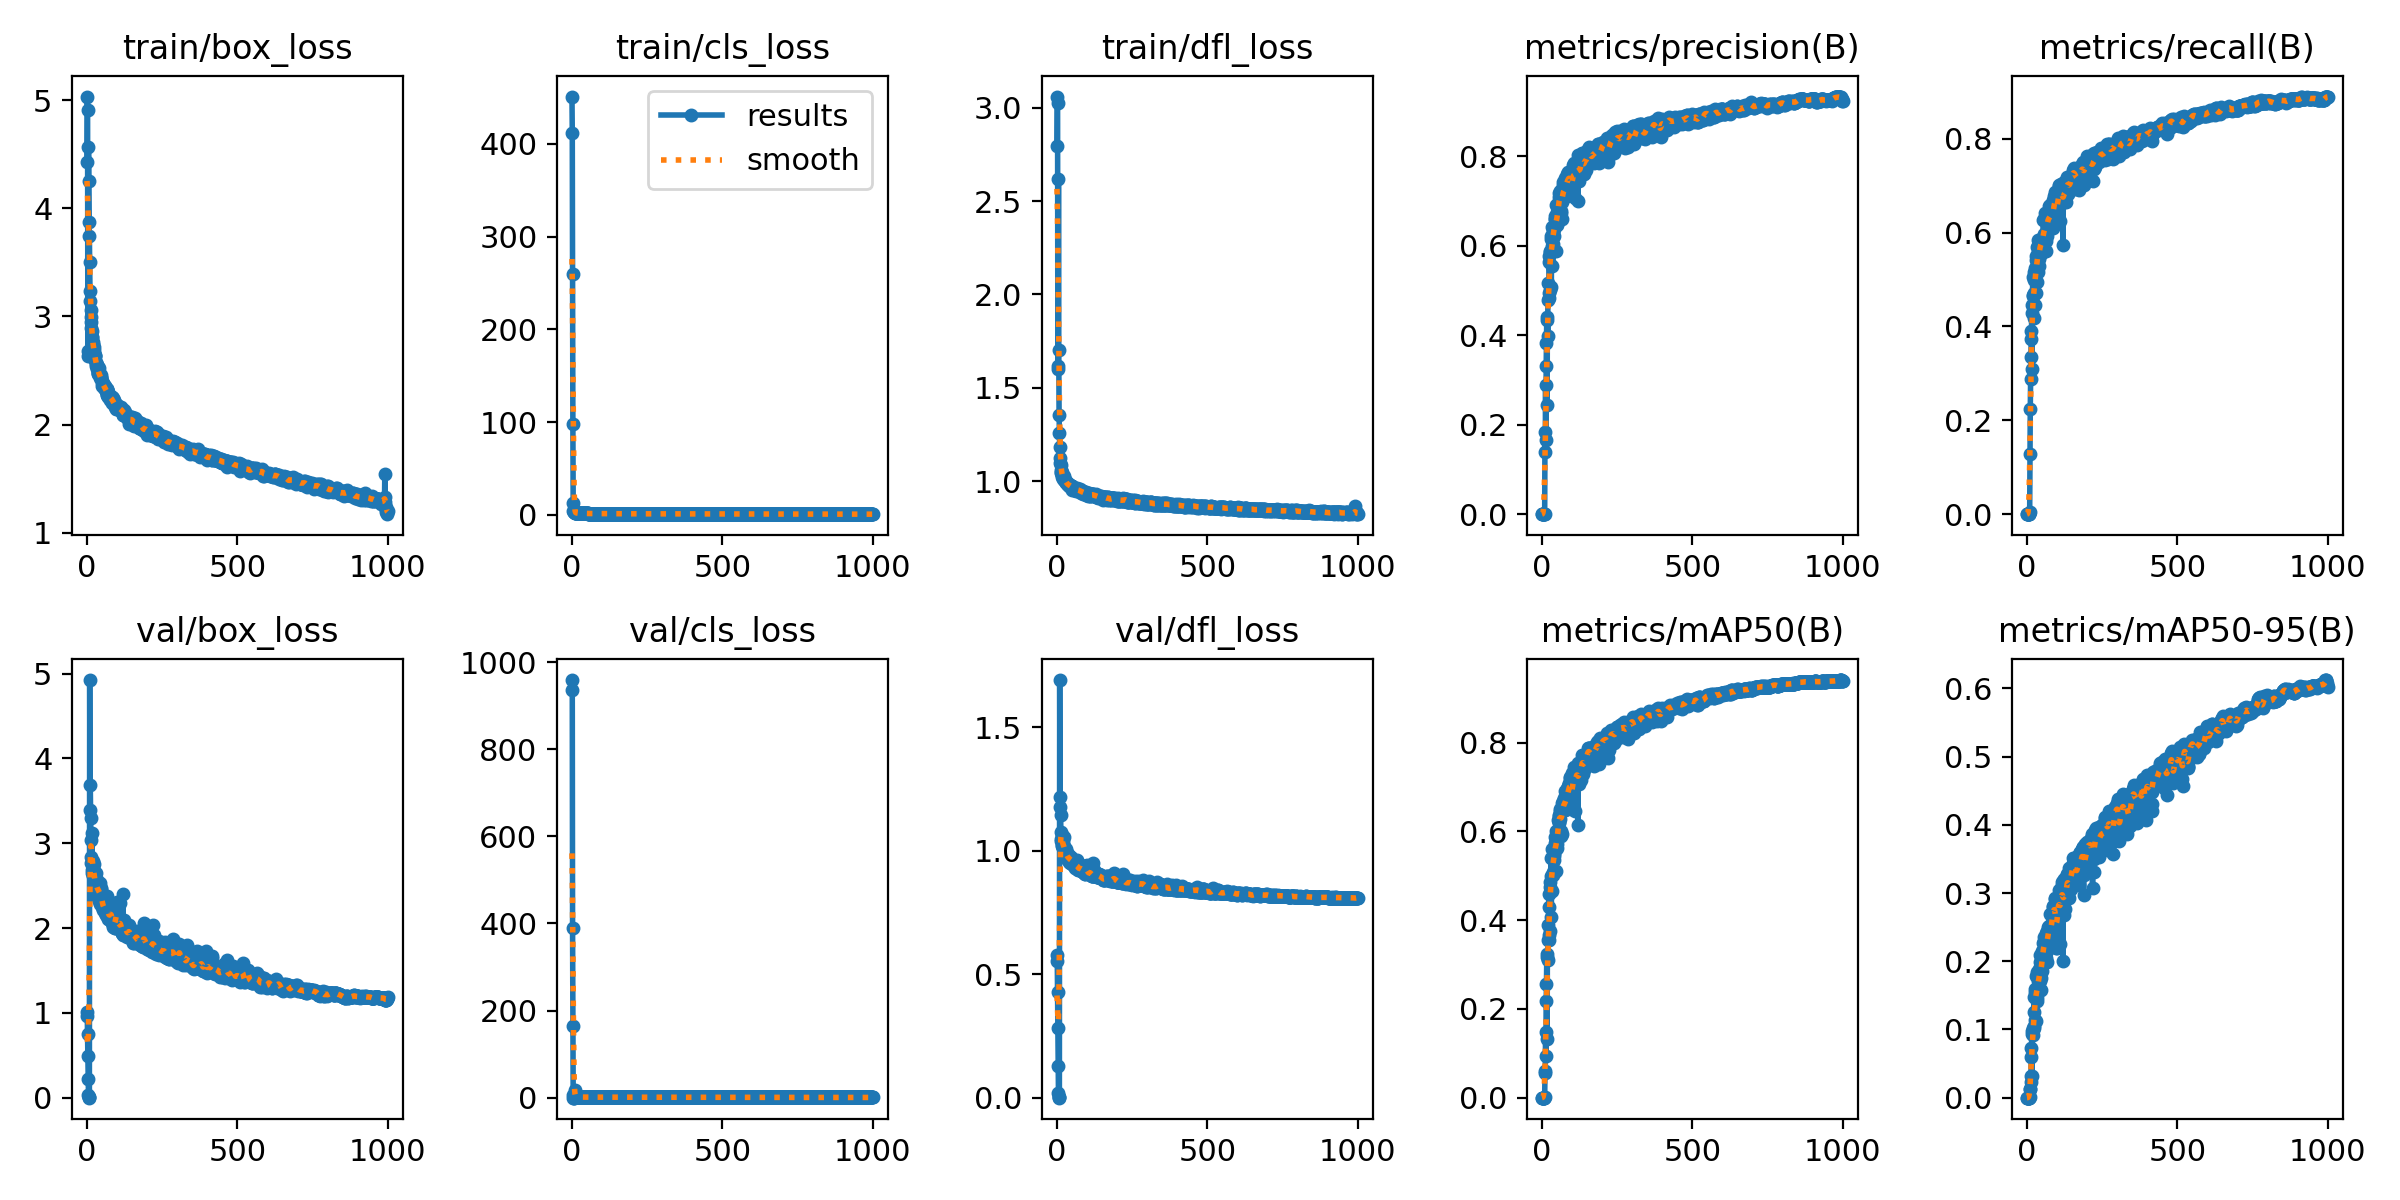 train/box_loss
5
4
3
2
1
0 500 1000
train/cls_loss
results
smooth
400
300
200
100
0
0 500 1000
train/dfl_loss
3.0
2.5
2.0
1.5
1.0
0 500 1000
metrics/precision(B)
0.8
0.6
0.4
0.2
0.0
0 500 1000
metrics/recall(B)
0.8
0.6
0.4
0.2
0.0
0 500 1000
val/box_loss
5
4
3
2
1
0
0 500 1000
val/cls_loss
1000
800
600
400
200
0
0 500 1000
val/dfl_loss
1.5
1.0
0.5
0.0
0 500 1000
metrics/mAP50(B)
0.8
0.6
0.4
0.2
0.0
0 500 1000
metrics/mAP50-95(B)
0.6
0.5
0.4
0.3
0.2
0.1
0.0
0 500 1000